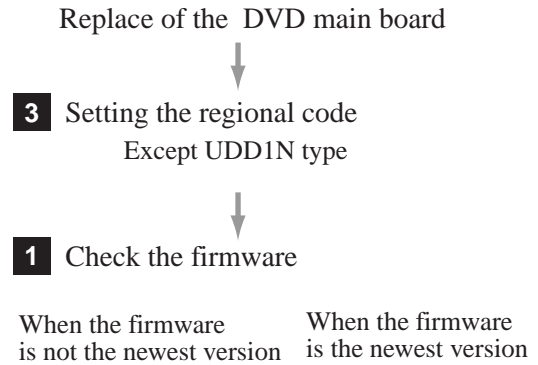 Replace of the DVD main board
3 Setting the regional code
Except UDD1N type
1 Check the firmware
When the firmware
is not the newest version
When the firmware
is the newest version